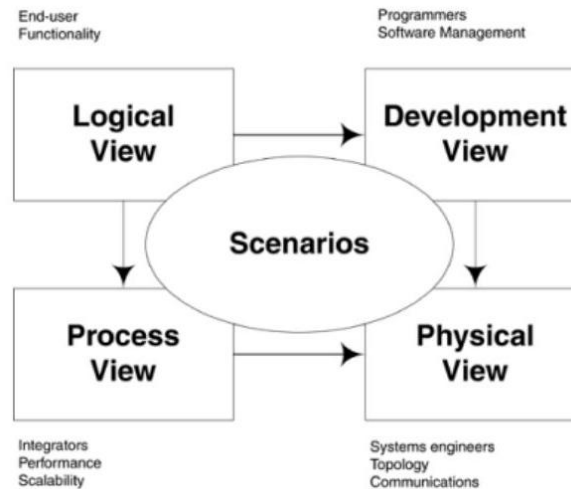 End-user
Functionality
Programmers
Software Management
Logical
View
Development
View
Scenarios
Process
View
Physical
View
Integrators
Performance
Scalability
Systems engineers
Topology
Communications